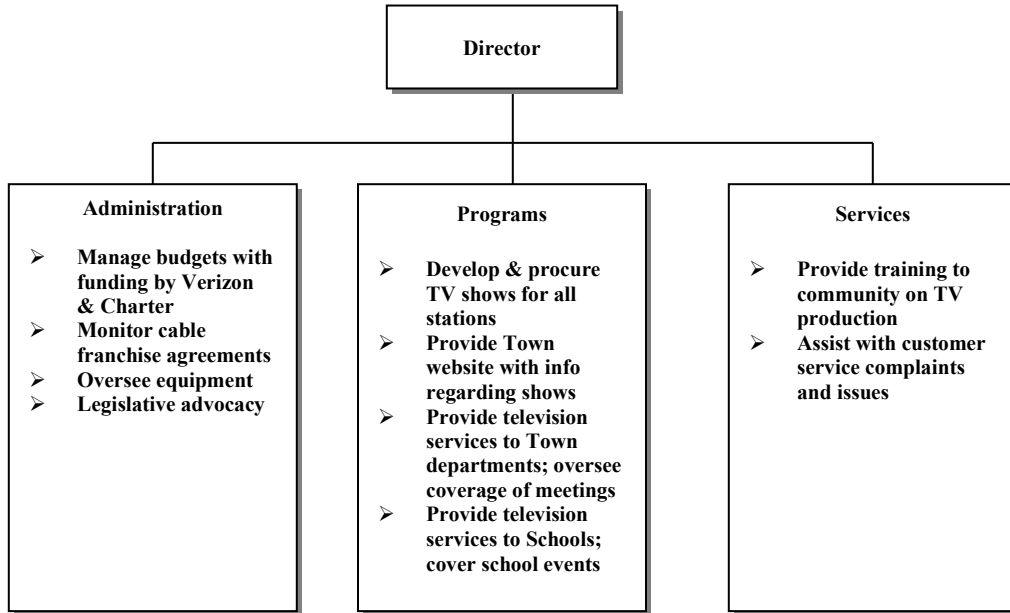 Director
Administration
➢ Manage budgets with
funding by Verizon
& Charter
➢ Monitor cable
franchise agreements
➢ Oversee equipment
➢ Legislative advocacy
Programs
➢ Develop & procure
TV shows for all
stations
➢ Provide Town
website with info
regarding shows
➢ Provide television
services to Town
departments; oversee
coverage of meetings
➢ Provide television
services to Schools;
cover school events
Services
➢ Provide training to
community on TV
production
➢ Assist with customer
service complaints
and issues